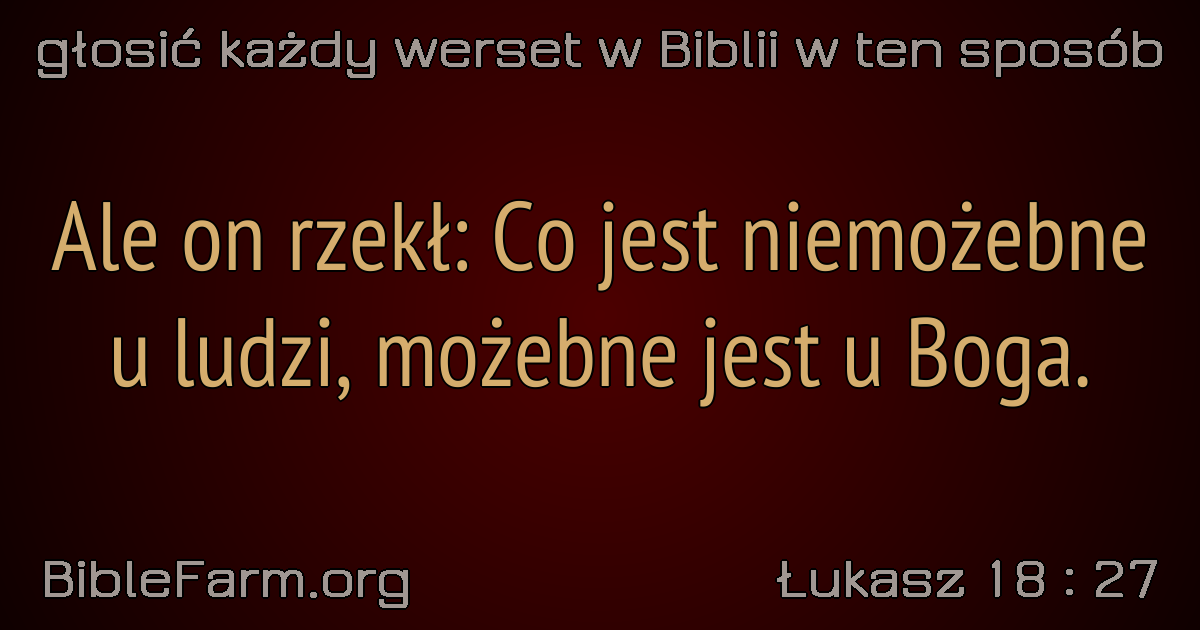 głosić każdy werset w Biblii w ten sposób
Ale on rzekł: Co jest niemożebne
u ludzi, możebne jest u Boga.
BibleFarm.org
Łukasz 18 : 27